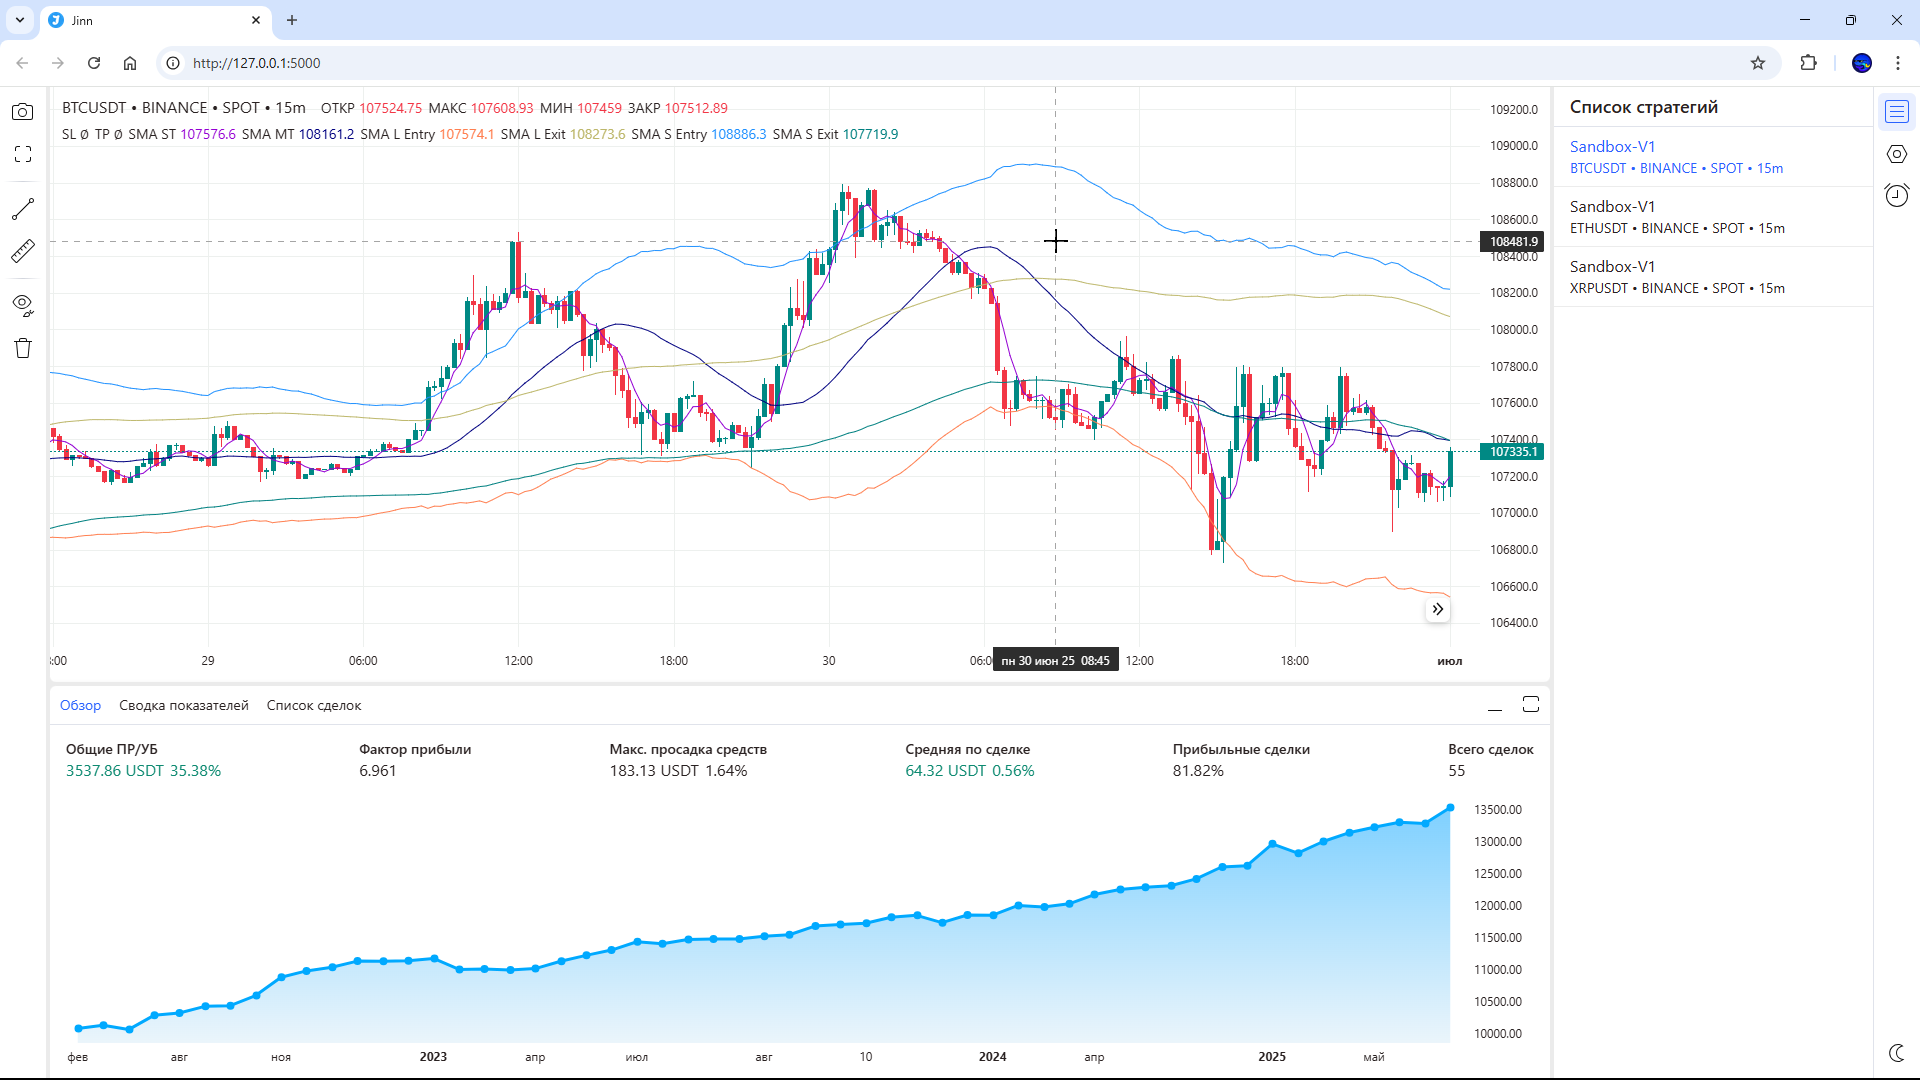 Jinn
http://127.0.0.1:5000
BTCUSDT • BINANCE • SPOT • 15m ОТКР 107524.75 МАКС 107608.93 МИН 107459 ЗАКР 107512.89
SL Ø TP Ø SMA ST 107576.6 SMA MT 108161.2 SMA L Entry 107574.1 SMA L Exit 108273.6 SMA S Entry 108886.3 SMA S Exit 107719.9
109200.0
109000.0
108800.0
108600.0
108481.9
108400.0
108200.0
108000.0
107800.0
107600.0
107400.0
107335.1
107200.0
107000.0
106800.0
106600.0
106400.0
:00 29 06:00 12:00 18:00 30 06:0 пн 30 июн 25 08:45 12:00 18:00 июл
Список стратегий
Sandbox-V1
BTCUSDT • BINANCE • SPOT • 15m
Sandbox-V1
ETHUSDT • BINANCE • SPOT • 15m
Sandbox-V1
XRPUSDT • BINANCE • SPOT • 15m
Обзор Сводка показателей Список сделок
Общие ПР/УБ Фактор прибыли Макс. просадка средств Средняя по сделке Прибыльные сделки Всего сделок
3537.86 USDT 35.38% 6.961 183.13 USDT 1.64% 64.32 USDT 0.56% 81.82% 55
13500.00
13000.00
12500.00
12000.00
11500.00
11000.00
10500.00
10000.00
фев авг ноя 2023 апр июл авг 10 2024 апр 2025 май